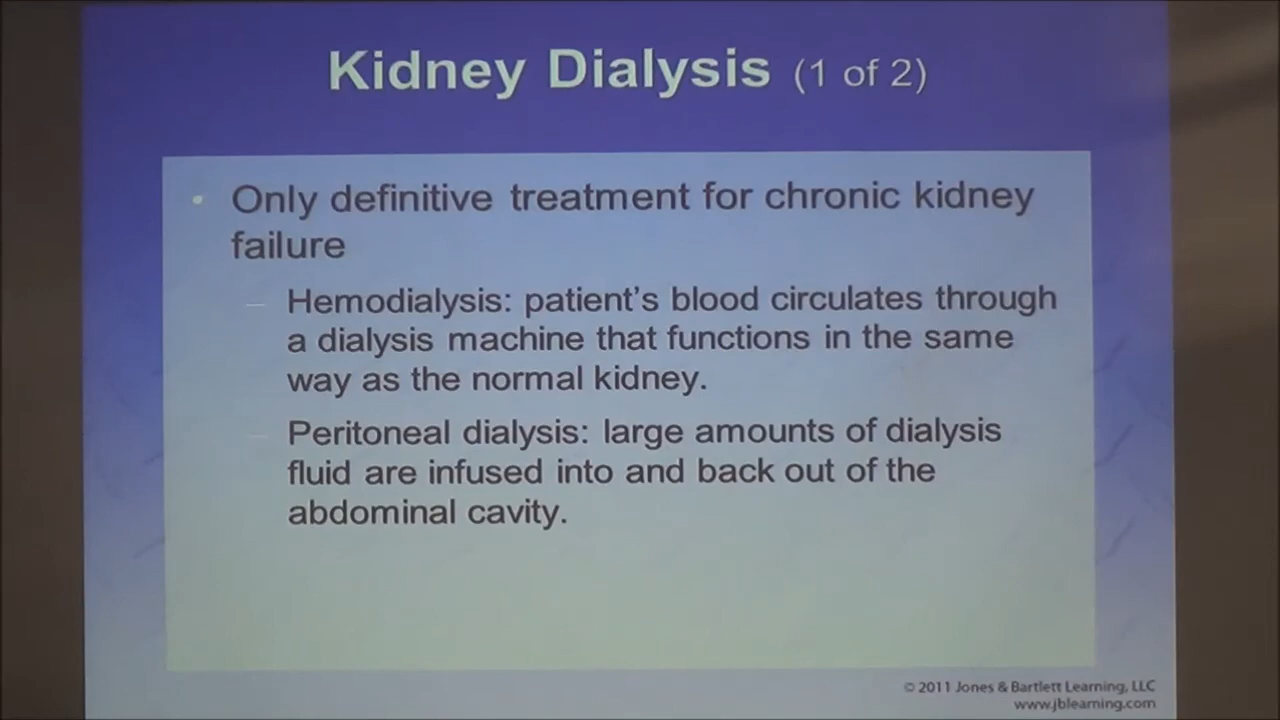 Kidney Dialysis (1 of 2)
• Only definitive treatment for chronic kidney
failure
– Hemodialysis: patient's blood circulates through
a dialysis machine that functions in the same
way as the normal kidney.
– Peritoneal dialysis: large amounts of dialysis
fluid are infused into and back out of the
abdominal cavity.
© 2011 Jones & Bartlett Learning, LLC
www.jblearning.com